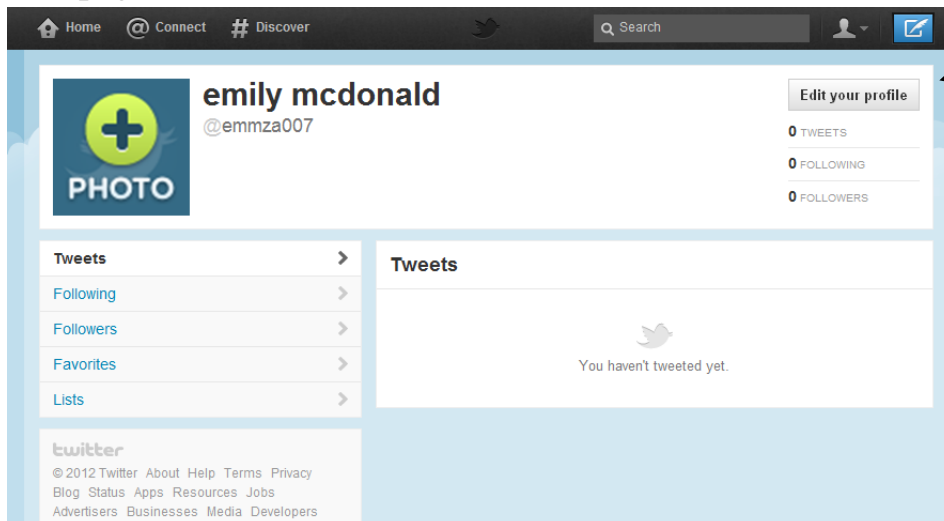 Home @ Connect # Discover Search
emily mcdonald
@emmza007
PHOTO
Edit your profile
0 TWEETS
0 FOLLOWING
0 FOLLOWERS
Tweets
Following
Followers
Favorites
Lists
Tweets
You haven't tweeted yet.
twitter
© 2012 Twitter About Help Terms Privacy
Blog Status Apps Resources Jobs
Advertisers Businesses Media Developers